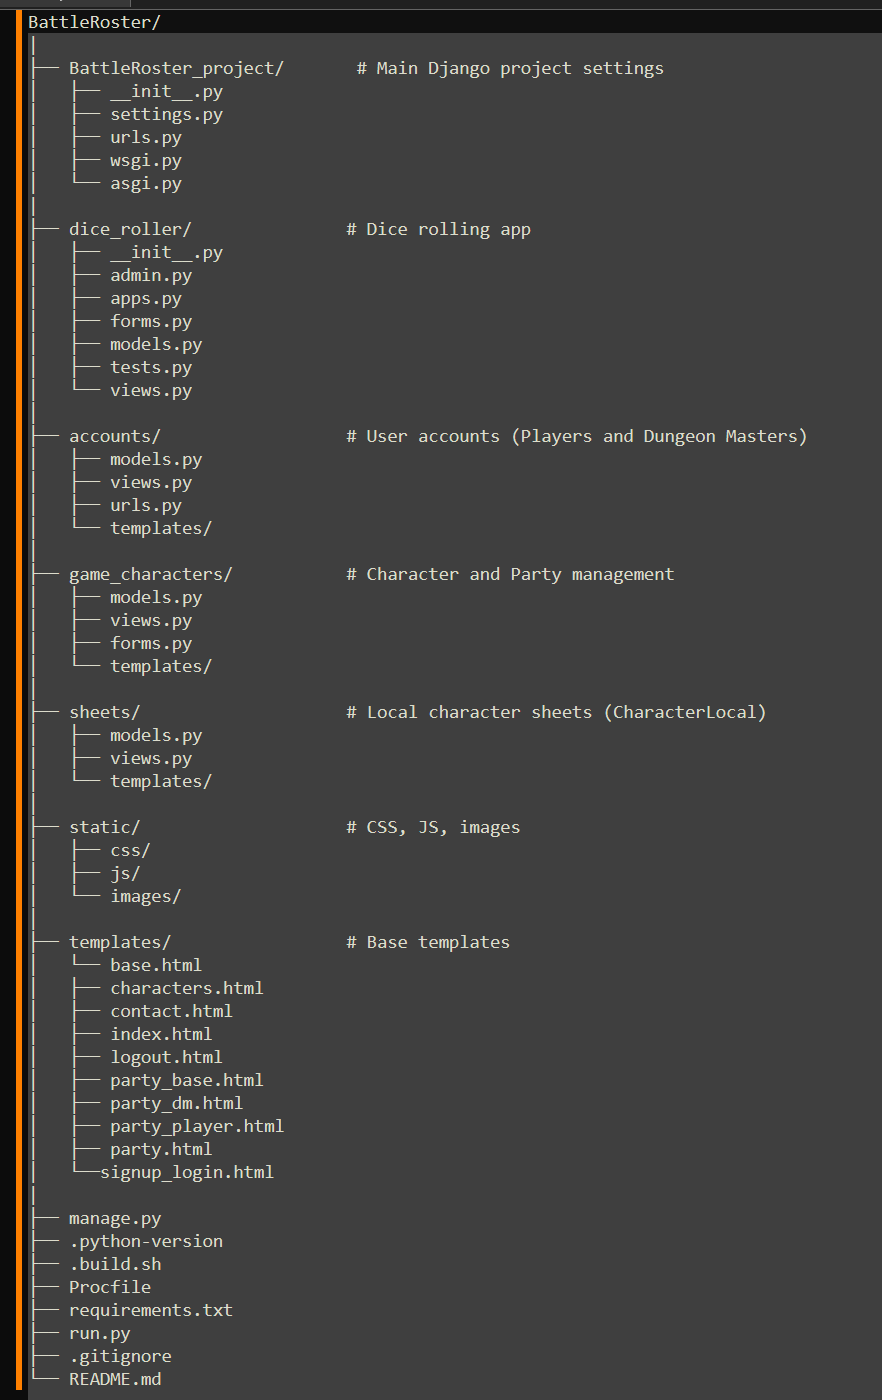 BattleRoster/
│
├── BattleRoster_project/       # Main Django project settings
│   ├── __init__.py
│   ├── settings.py
│   ├── urls.py
│   ├── wsgi.py
│   └── asgi.py
│
├── dice_roller/               # Dice rolling app
│   ├── __init__.py
│   ├── admin.py
│   ├── apps.py
│   ├── forms.py
│   ├── models.py
│   ├── tests.py
│   └── views.py
│
├── accounts/                  # User accounts (Players and Dungeon Masters)
│   ├── models.py
│   ├── views.py
│   ├── urls.py
│   └── templates/
│
├── game_characters/           # Character and Party management
│   ├── models.py
│   ├── views.py
│   ├── forms.py
│   └── templates/
│
├── sheets/                    # Local character sheets (CharacterLocal)
│   ├── models.py
│   ├── views.py
│   └── templates/
│
├── static/                    # CSS, JS, images
│   ├── css/
│   ├── js/
│   └── images/
│
├── templates/                 # Base templates
│   └── base.html
│   ├── characters.html
│   ├── contact.html
│   ├── index.html
│   ├── logout.html
│   ├── party_base.html
│   ├── party_dm.html
│   ├── party_player.html
│   ├── party.html
│   └──signup_login.html
│
├── manage.py
├── .python-version
├── .build.sh
├── Procfile
├── requirements.txt
├── run.py
├── .gitignore
└── README.md